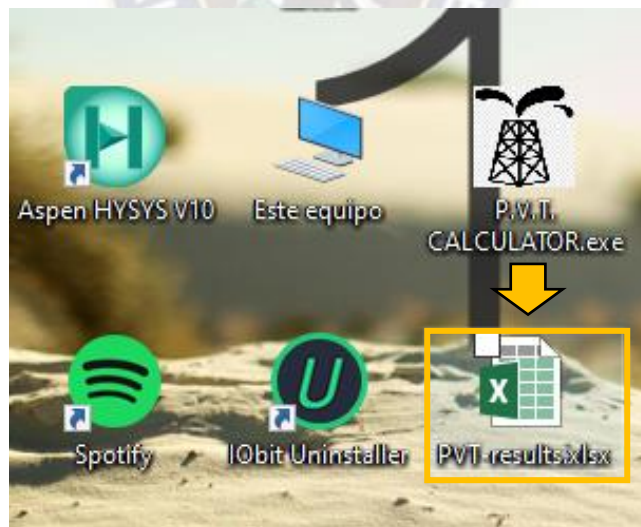 Aspen HYSYS V10
Este equipo
P.V.T.
CALCULATOR.exe
Spotify
IObit Uninstaller
PVT-results.xlsx